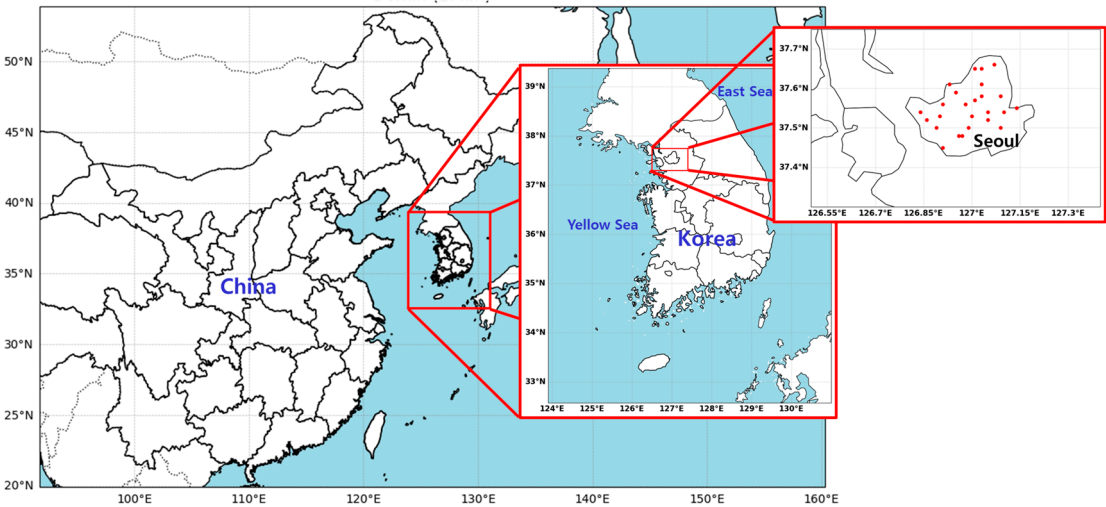 50°N
45°N
40°N
35°N
30°N
25°N
20°N
100°E 110°E 120°E 130°E 140°E 150°E 160°E
China
39°N
38°N
37°N
36°N
35°N
34°N
33°N
124°E 125°E 126°E 127°E 128°E 129°E 130°E
East Sea
Yellow Sea
Korea
37.7°N
37.6°N
37.5°N
37.4°N
126.55°E 126.7°E 126.85°E 127°E 127.15°E 127.3°E
Seoul